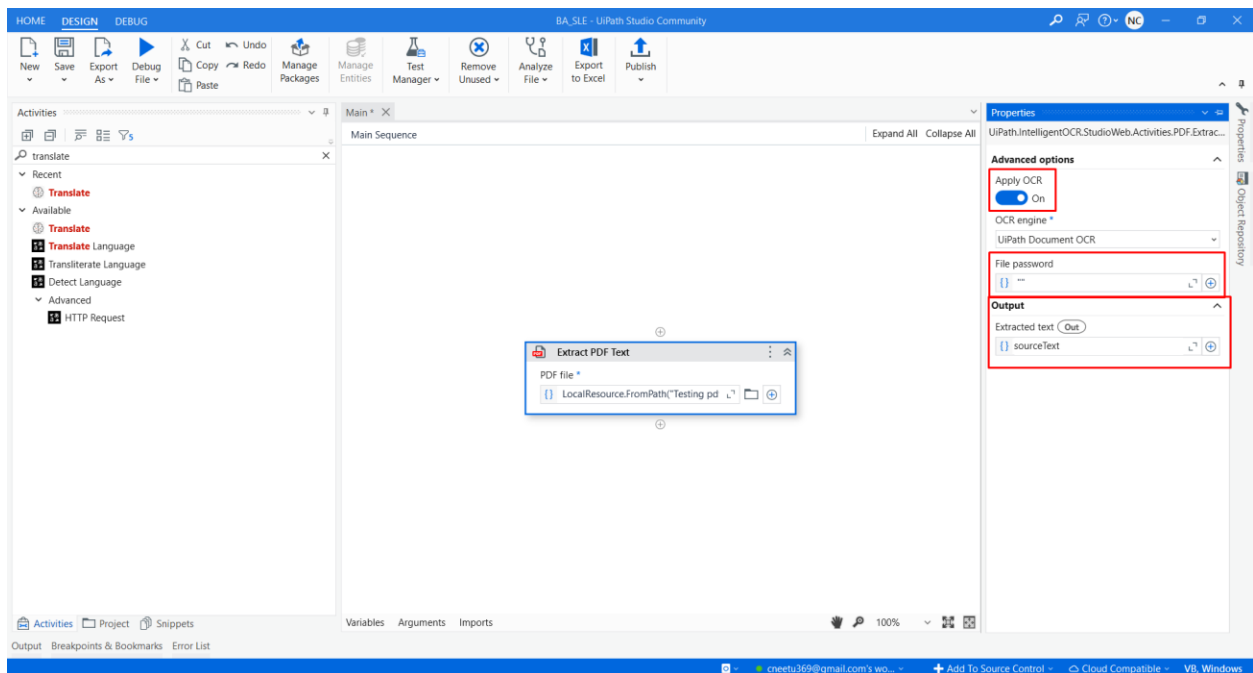 HOME DESIGN DEBUG
BA_SLE - UiPath Studio Community
NC
New
Save
Export As
Debug File
Cut
Copy
Paste
Undo
Redo
Manage Packages
Manage Entities
Test Manager
Remove Unused
Analyze File
Export to Excel
Publish
Activities
5
translate
Recent
Translate
Available
Translate
Translate Language
Transliterate Language
Detect Language
Advanced
HTTP Request
Activities Project Snippets
Main *
Main Sequence
Expand All Collapse All
Extract PDF Text
PDF file *
{} LocalResource.FromPath("Testing pd
Variables Arguments Imports
100%
Properties
UiPath.IntelligentOCR.StudioWeb.Activities.PDF.Extrac...
Advanced options
Apply OCR
On
OCR engine *
UiPath Document OCR
File password
{} ""
Output
Extracted text Out
{} sourceText
Properties
Object Repository
Output Breakpoints & Bookmarks Error List
cneetu369@gmail.com's wo...
Add To Source Control
Cloud Compatible
VB, Windows